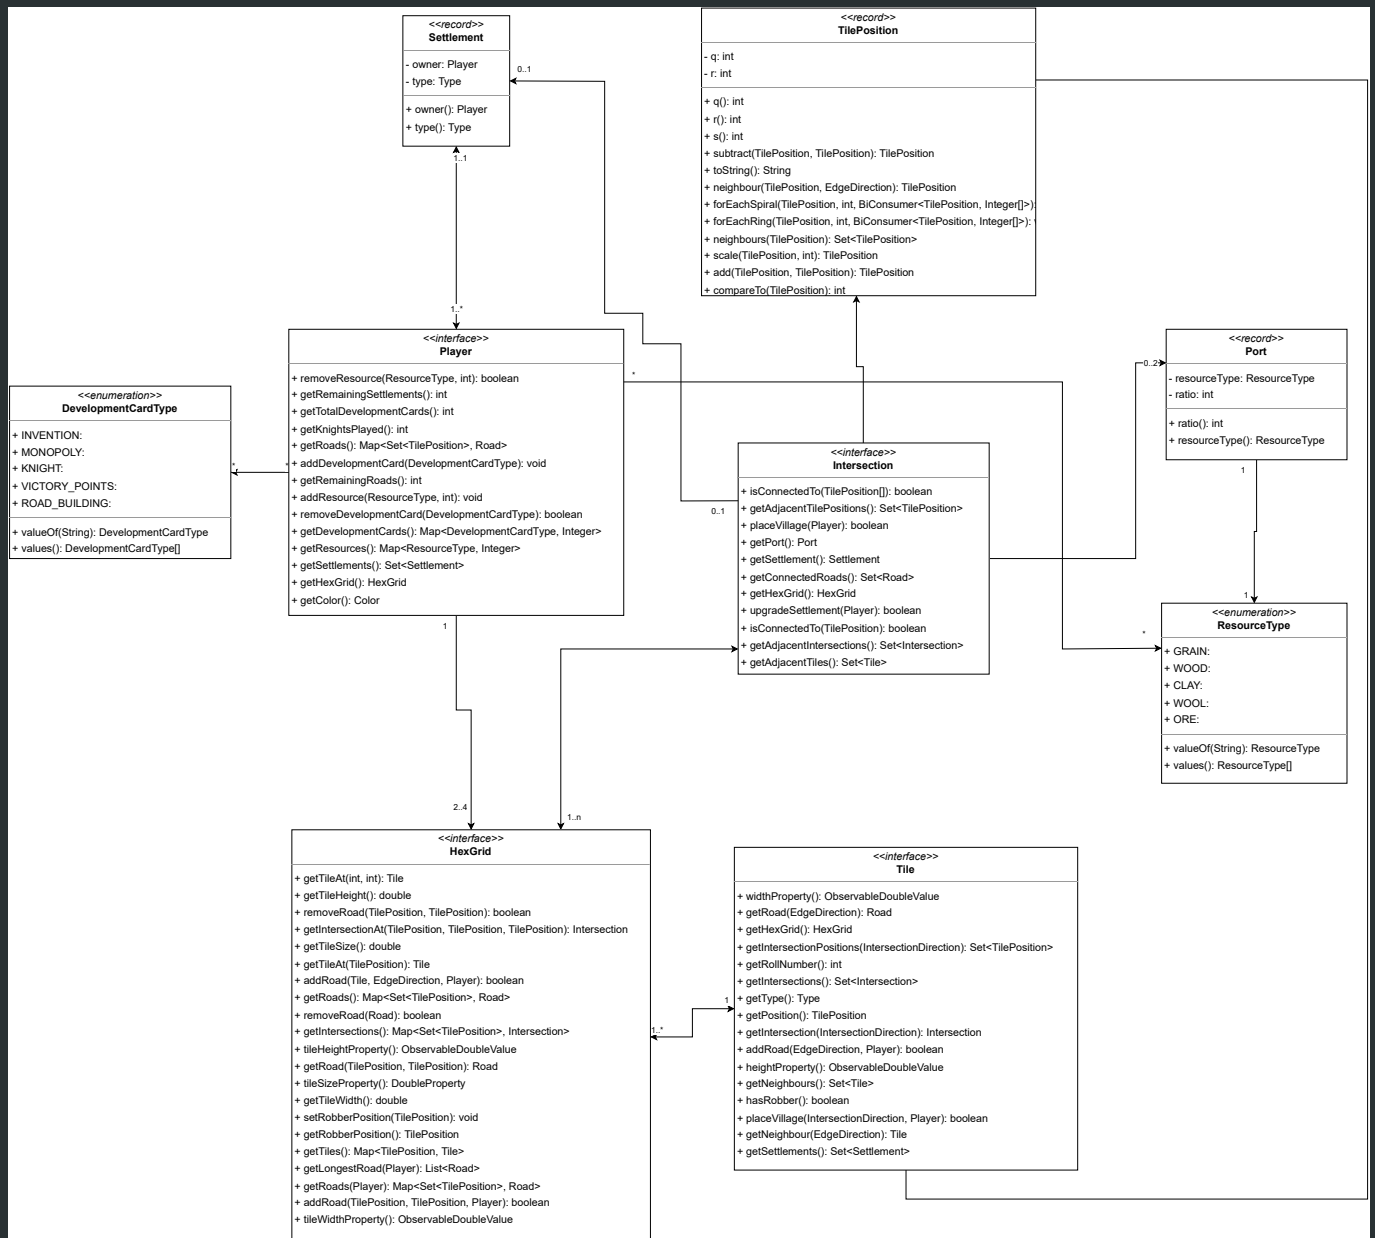 <<record>>
Settlement
- owner: Player
- type: Type
+ owner(): Player
+ type(): Type
0..1
1..1
1..*
<<record>>
TilePosition
- q: int
- r: int
+ q(): int
+ r(): int
+ s(): int
+ subtract(TilePosition, TilePosition): TilePosition
+ toString(): String
+ neighbour(TilePosition, EdgeDirection): TilePosition
+ forEachSpiral(TilePosition, int, BiConsumer<TilePosition, Integer[]>):
+ forEachRing(TilePosition, int, BiConsumer<TilePosition, Integer[]>):
+ neighbours(TilePosition): Set<TilePosition>
+ scale(TilePosition, int): TilePosition
+ add(TilePosition, TilePosition): TilePosition
+ compareTo(TilePosition): int
<<enumeration>>
DevelopmentCardType
+ INVENTION:
+ MONOPOLY:
+ KNIGHT:
+ VICTORY_POINTS:
+ ROAD_BUILDING:
+ valueOf(String): DevelopmentCardType
+ values(): DevelopmentCardType[]
*
*
<<interface>>
Player
+ removeResource(ResourceType, int): boolean
+ getRemainingSettlements(): int
+ getTotalDevelopmentCards(): int
+ getKnightsPlayed(): int
+ getRoads(): Map<Set<TilePosition>, Road>
+ addDevelopmentCard(DevelopmentCardType): void
+ getRemainingRoads(): int
+ addResource(ResourceType, int): void
+ removeDevelopmentCard(DevelopmentCardType): boolean
+ getDevelopmentCards(): Map<DevelopmentCardType, Integer>
+ getResources(): Map<ResourceType, Integer>
+ getSettlements(): Set<Settlement>
+ getHexGrid(): HexGrid
+ getColor(): Color
*
1
2..4
<<interface>>
Intersection
+ isConnectedTo(TilePosition[]): boolean
+ getAdjacentTilePositions(): Set<TilePosition>
+ placeVillage(Player): boolean
+ getPort(): Port
+ getSettlement(): Settlement
+ getConnectedRoads(): Set<Road>
+ getHexGrid(): HexGrid
+ upgradeSettlement(Player): boolean
+ isConnectedTo(TilePosition): boolean
+ getAdjacentIntersections(): Set<Intersection>
+ getAdjacentTiles(): Set<Tile>
0..1
0..2
<<record>>
Port
- resourceType: ResourceType
- ratio: int
+ ratio(): int
+ resourceType(): ResourceType
1
1
*
<<enumeration>>
ResourceType
+ GRAIN:
+ WOOD:
+ CLAY:
+ WOOL:
+ ORE:
+ valueOf(String): ResourceType
+ values(): ResourceType[]
1..n
<<interface>>
HexGrid
+ getTileAt(int, int): Tile
+ getTileHeight(): double
+ removeRoad(TilePosition, TilePosition): boolean
+ getIntersectionAt(TilePosition, TilePosition, TilePosition): Intersection
+ getTileSize(): double
+ getTileAt(TilePosition): Tile
+ addRoad(Tile, EdgeDirection, Player): boolean
+ getRoads(): Map<Set<TilePosition>, Road>
+ removeRoad(Road): boolean
+ getIntersections(): Map<Set<TilePosition>, Intersection>
+ tileHeightProperty(): ObservableDoubleValue
+ getRoad(TilePosition, TilePosition): Road
+ tileSizeProperty(): DoubleProperty
+ getTileWidth(): double
+ setRobberPosition(TilePosition): void
+ getRobberPosition(): TilePosition
+ getTiles(): Map<TilePosition, Tile>
+ getLongestRoad(Player): List<Road>
+ getRoads(Player): Map<Set<TilePosition>, Road>
+ addRoad(TilePosition, TilePosition, Player): boolean
+ tileWidthProperty(): ObservableDoubleValue
1..*
1
<<interface>>
Tile
+ widthProperty(): ObservableDoubleValue
+ getRoad(EdgeDirection): Road
+ getHexGrid(): HexGrid
+ getIntersectionPositions(IntersectionDirection): Set<TilePosition>
+ getRollNumber(): int
+ getIntersections(): Set<Intersection>
+ getType(): Type
+ getPosition(): TilePosition
+ getIntersection(IntersectionDirection): Intersection
+ addRoad(EdgeDirection, Player): boolean
+ heightProperty(): ObservableDoubleValue
+ getNeighbours(): Set<Tile>
+ hasRobber(): boolean
+ placeVillage(IntersectionDirection, Player): boolean
+ getNeighbour(EdgeDirection): Tile
+ getSettlements(): Set<Settlement>